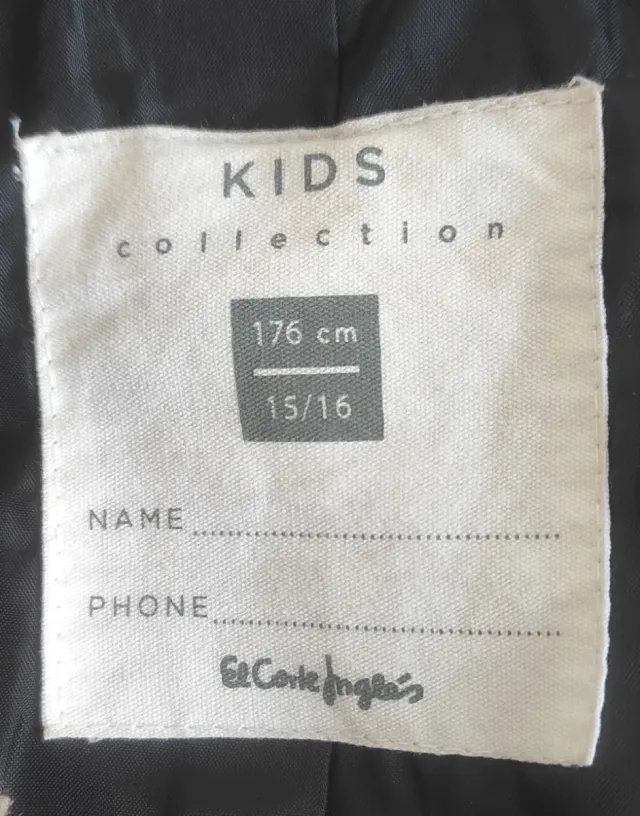 KIDS
collection
176 cm
15/16
NAME
PHONE
El Corte Inglés